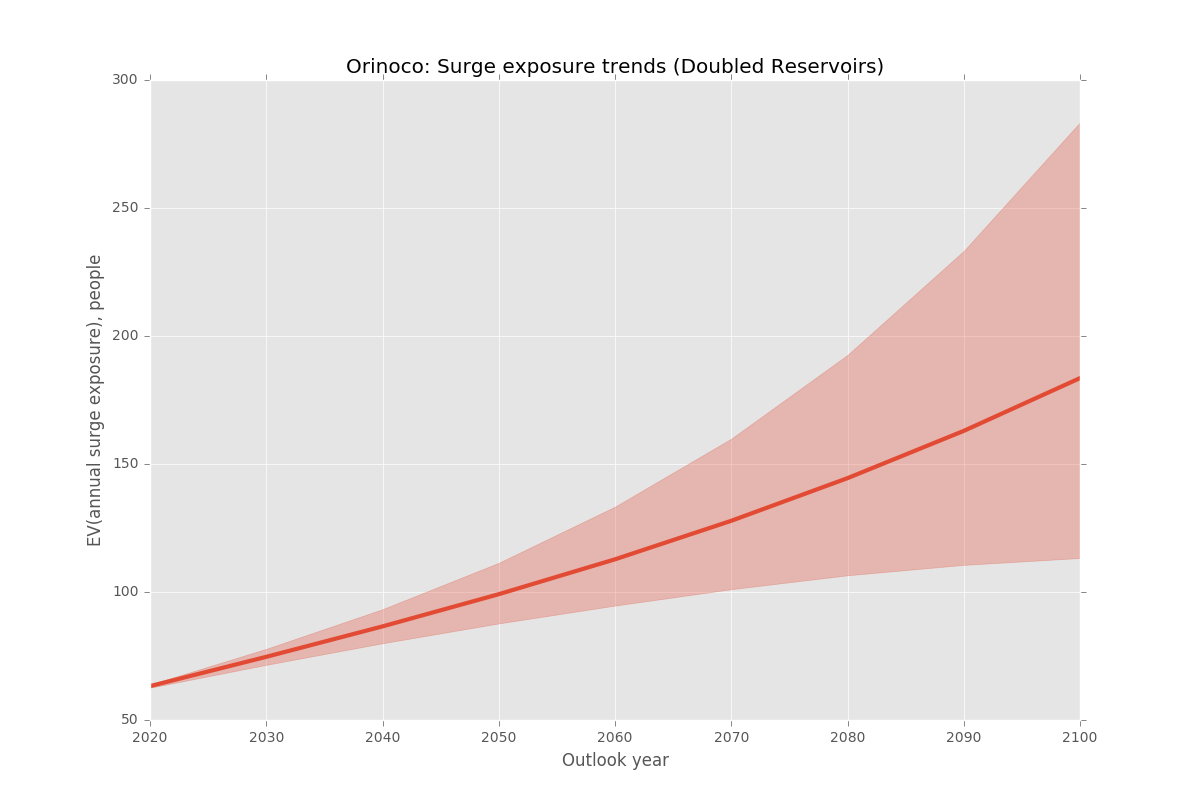 Orinoco: Surge exposure trends (Doubled Reservoirs)
300
250
200
150
100
50
EV(annual surge exposure), people
2020 2030 2040 2050 2060 2070 2080 2090 2100
Outlook year